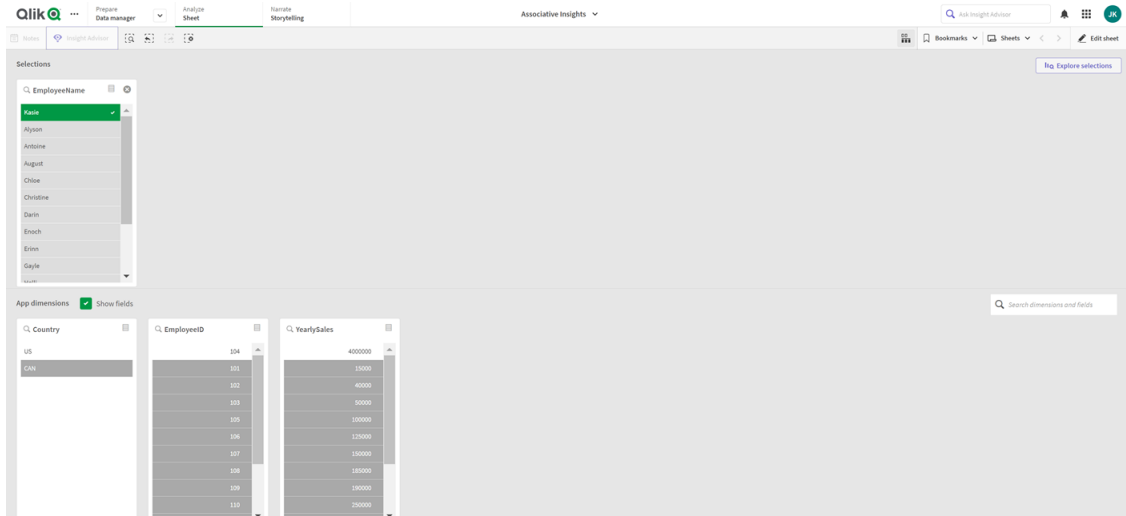 Qlik
Prepare
Data manager
Analyze
Sheet
Narrate
Storytelling
Associative Insights
Ask Insight Advisor
JK
Notes
Insight Advisor
Bookmarks
Sheets
Edit sheet
Selections
Explore selections
EmployeeName
Kasie
Alyson
Antoine
August
Chloe
Christine
Darin
Enoch
Erinn
Gayle
App dimensions
Show fields
Search dimensions and fields
Country
US
CAN
EmployeeID
104
101
102
103
105
106
107
108
109
110
YearlySales
4000000
15000
40000
50000
100000
125000
150000
185000
190000
250000